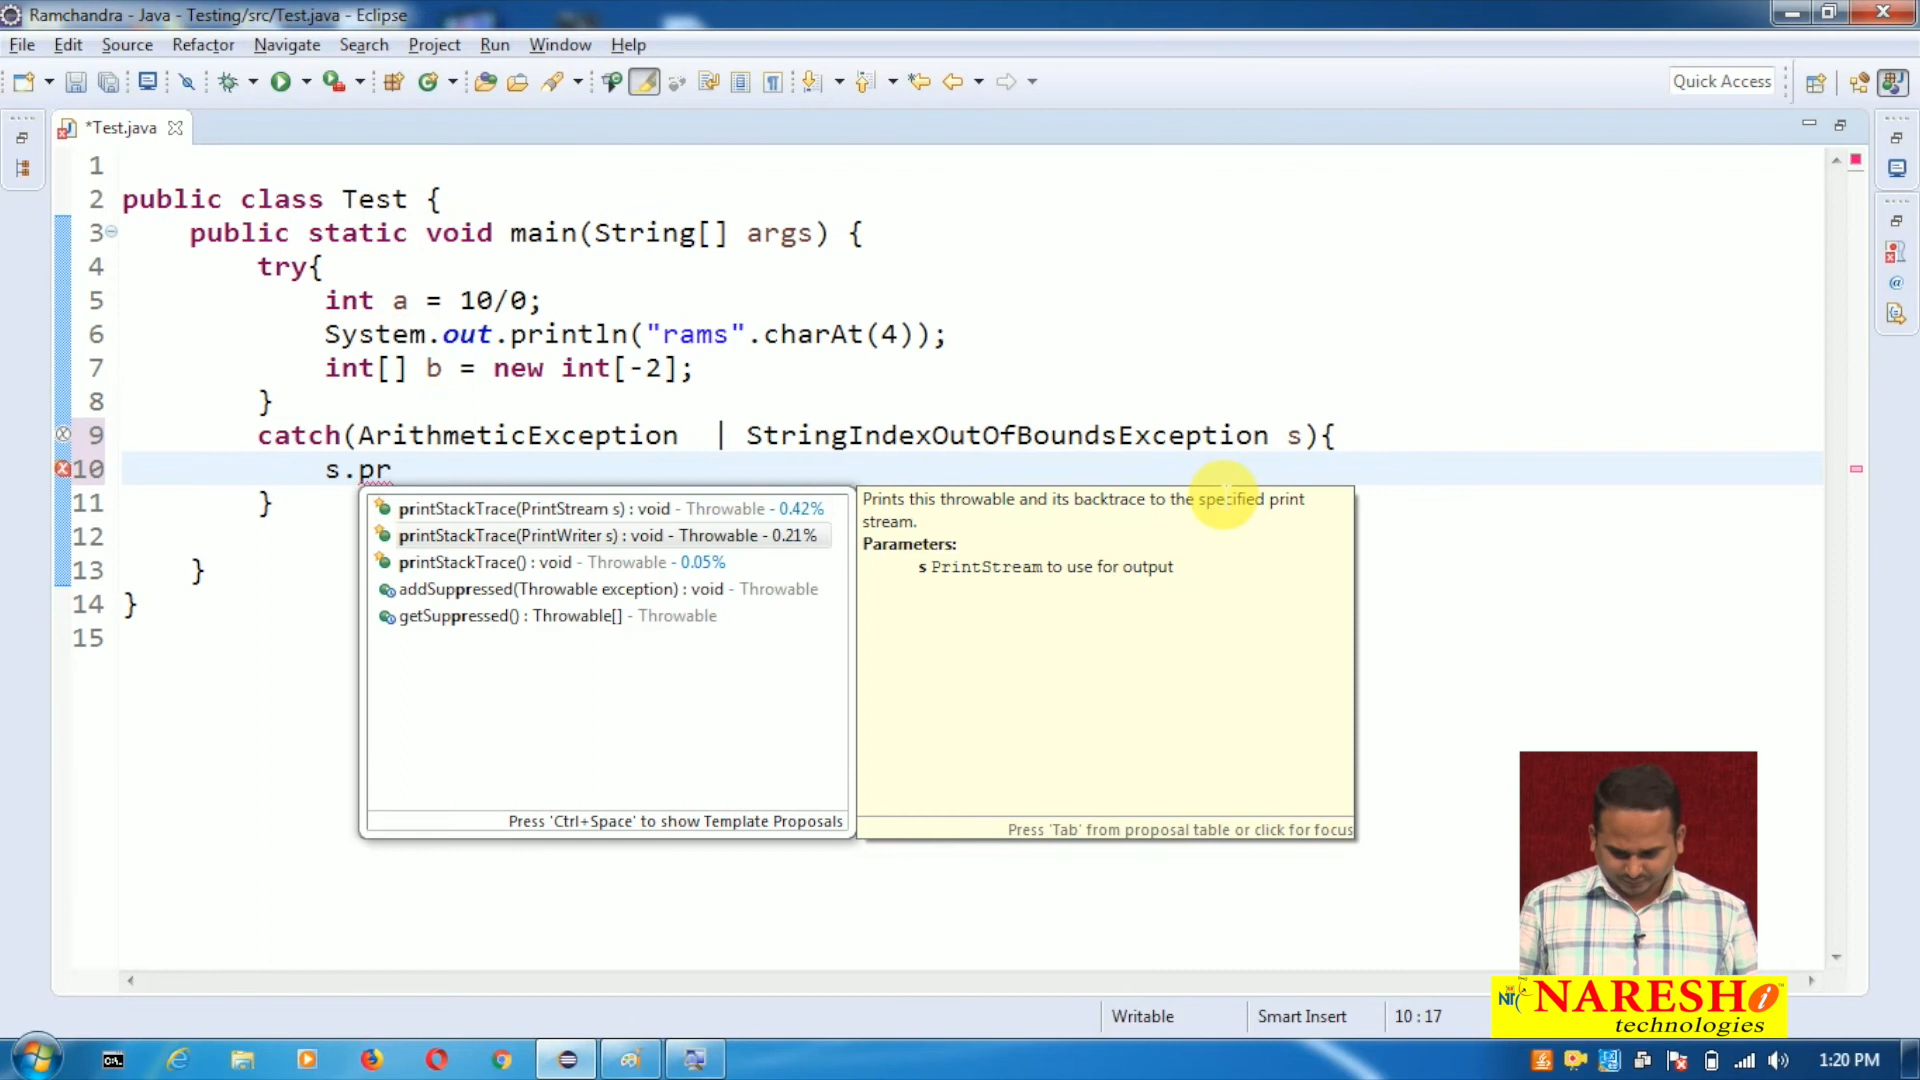 Ramchandra - Java - Testing/src/Test.java - Eclipse
File Edit Source Refactor Navigate Search Project Run Window Help
Quick Access
*Test.java
1
2 public class Test {
3 public static void main(String[] args) {
4 try{
5 int a = 10/0;
6 System.out.println("rams".charAt(4));
7 int[] b = new int[-2];
8 }
9 catch(ArithmeticException | StringIndexOutOfBoundsException s){
10 s.pr
11 }
12
13 }
14 }
15
printStackTrace(PrintStream s) : void - Throwable - 0.42%
printStackTrace(PrintWriter s) : void - Throwable - 0.21%
printStackTrace() : void - Throwable - 0.05%
addSuppressed(Throwable exception) : void - Throwable
getSuppressed() : Throwable[] - Throwable
Press 'Ctrl+Space' to show Template Proposals
Prints this throwable and its backtrace to the specified print
stream.
Parameters:
s PrintStream to use for output
Press 'Tab' from proposal table or click for focus
Writable Smart Insert 10 : 17
NARESH i
technologies
1:20 PM